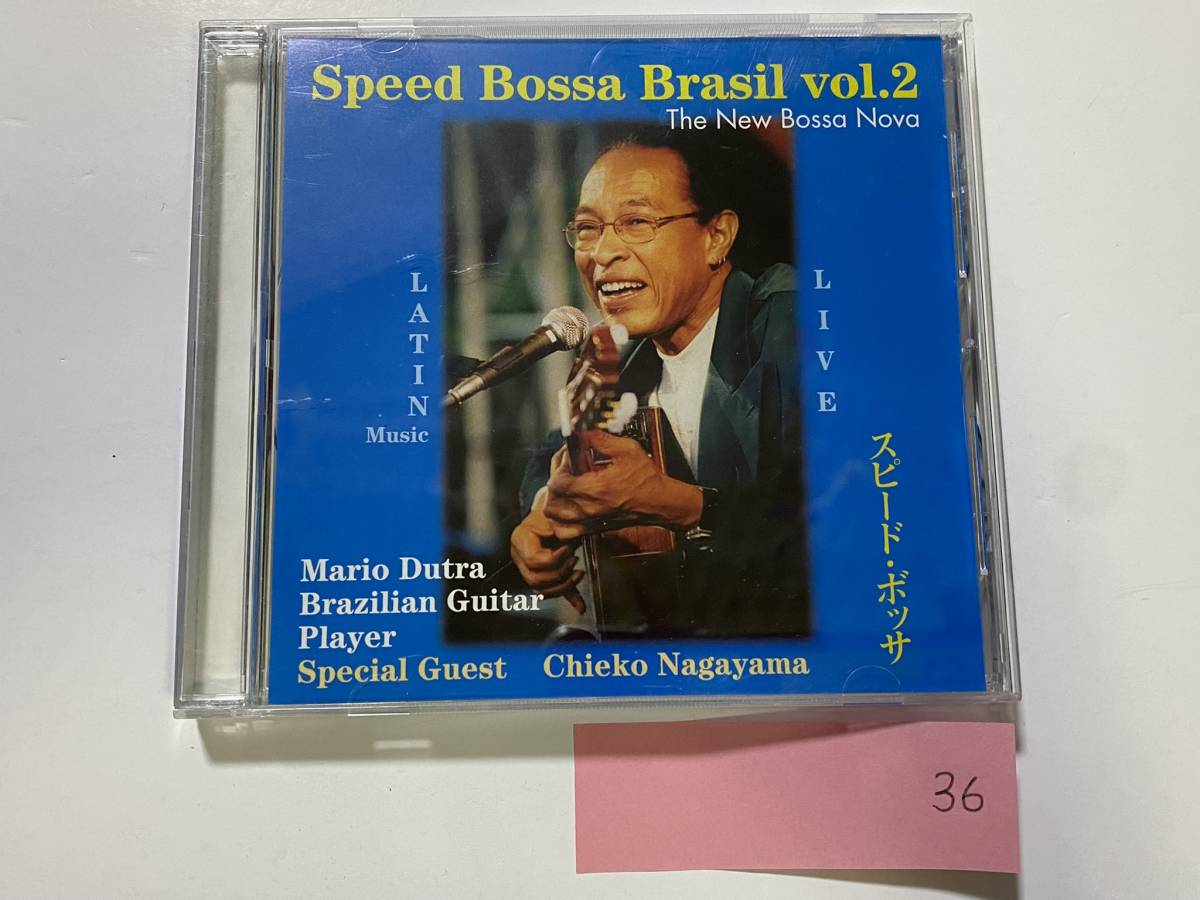 Speed Bossa Brasil vol.2
The New Bossa Nova
LATIN
Music
LIVE
スピード・ボッサ
Mario Dutra
Brazilian Guitar
Player
Special Guest Chieko Nagayama
36